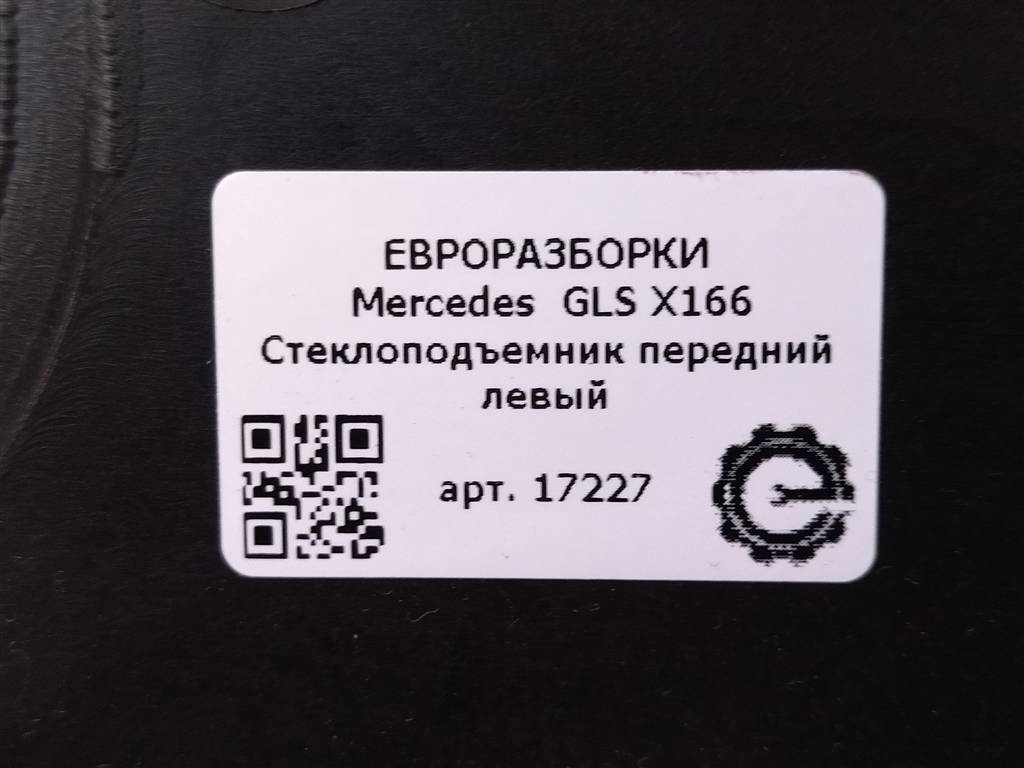 ЕВРОРАЗБОРКИ
Mercedes GLS X166
Стеклоподъемник передний
левый
арт. 17227